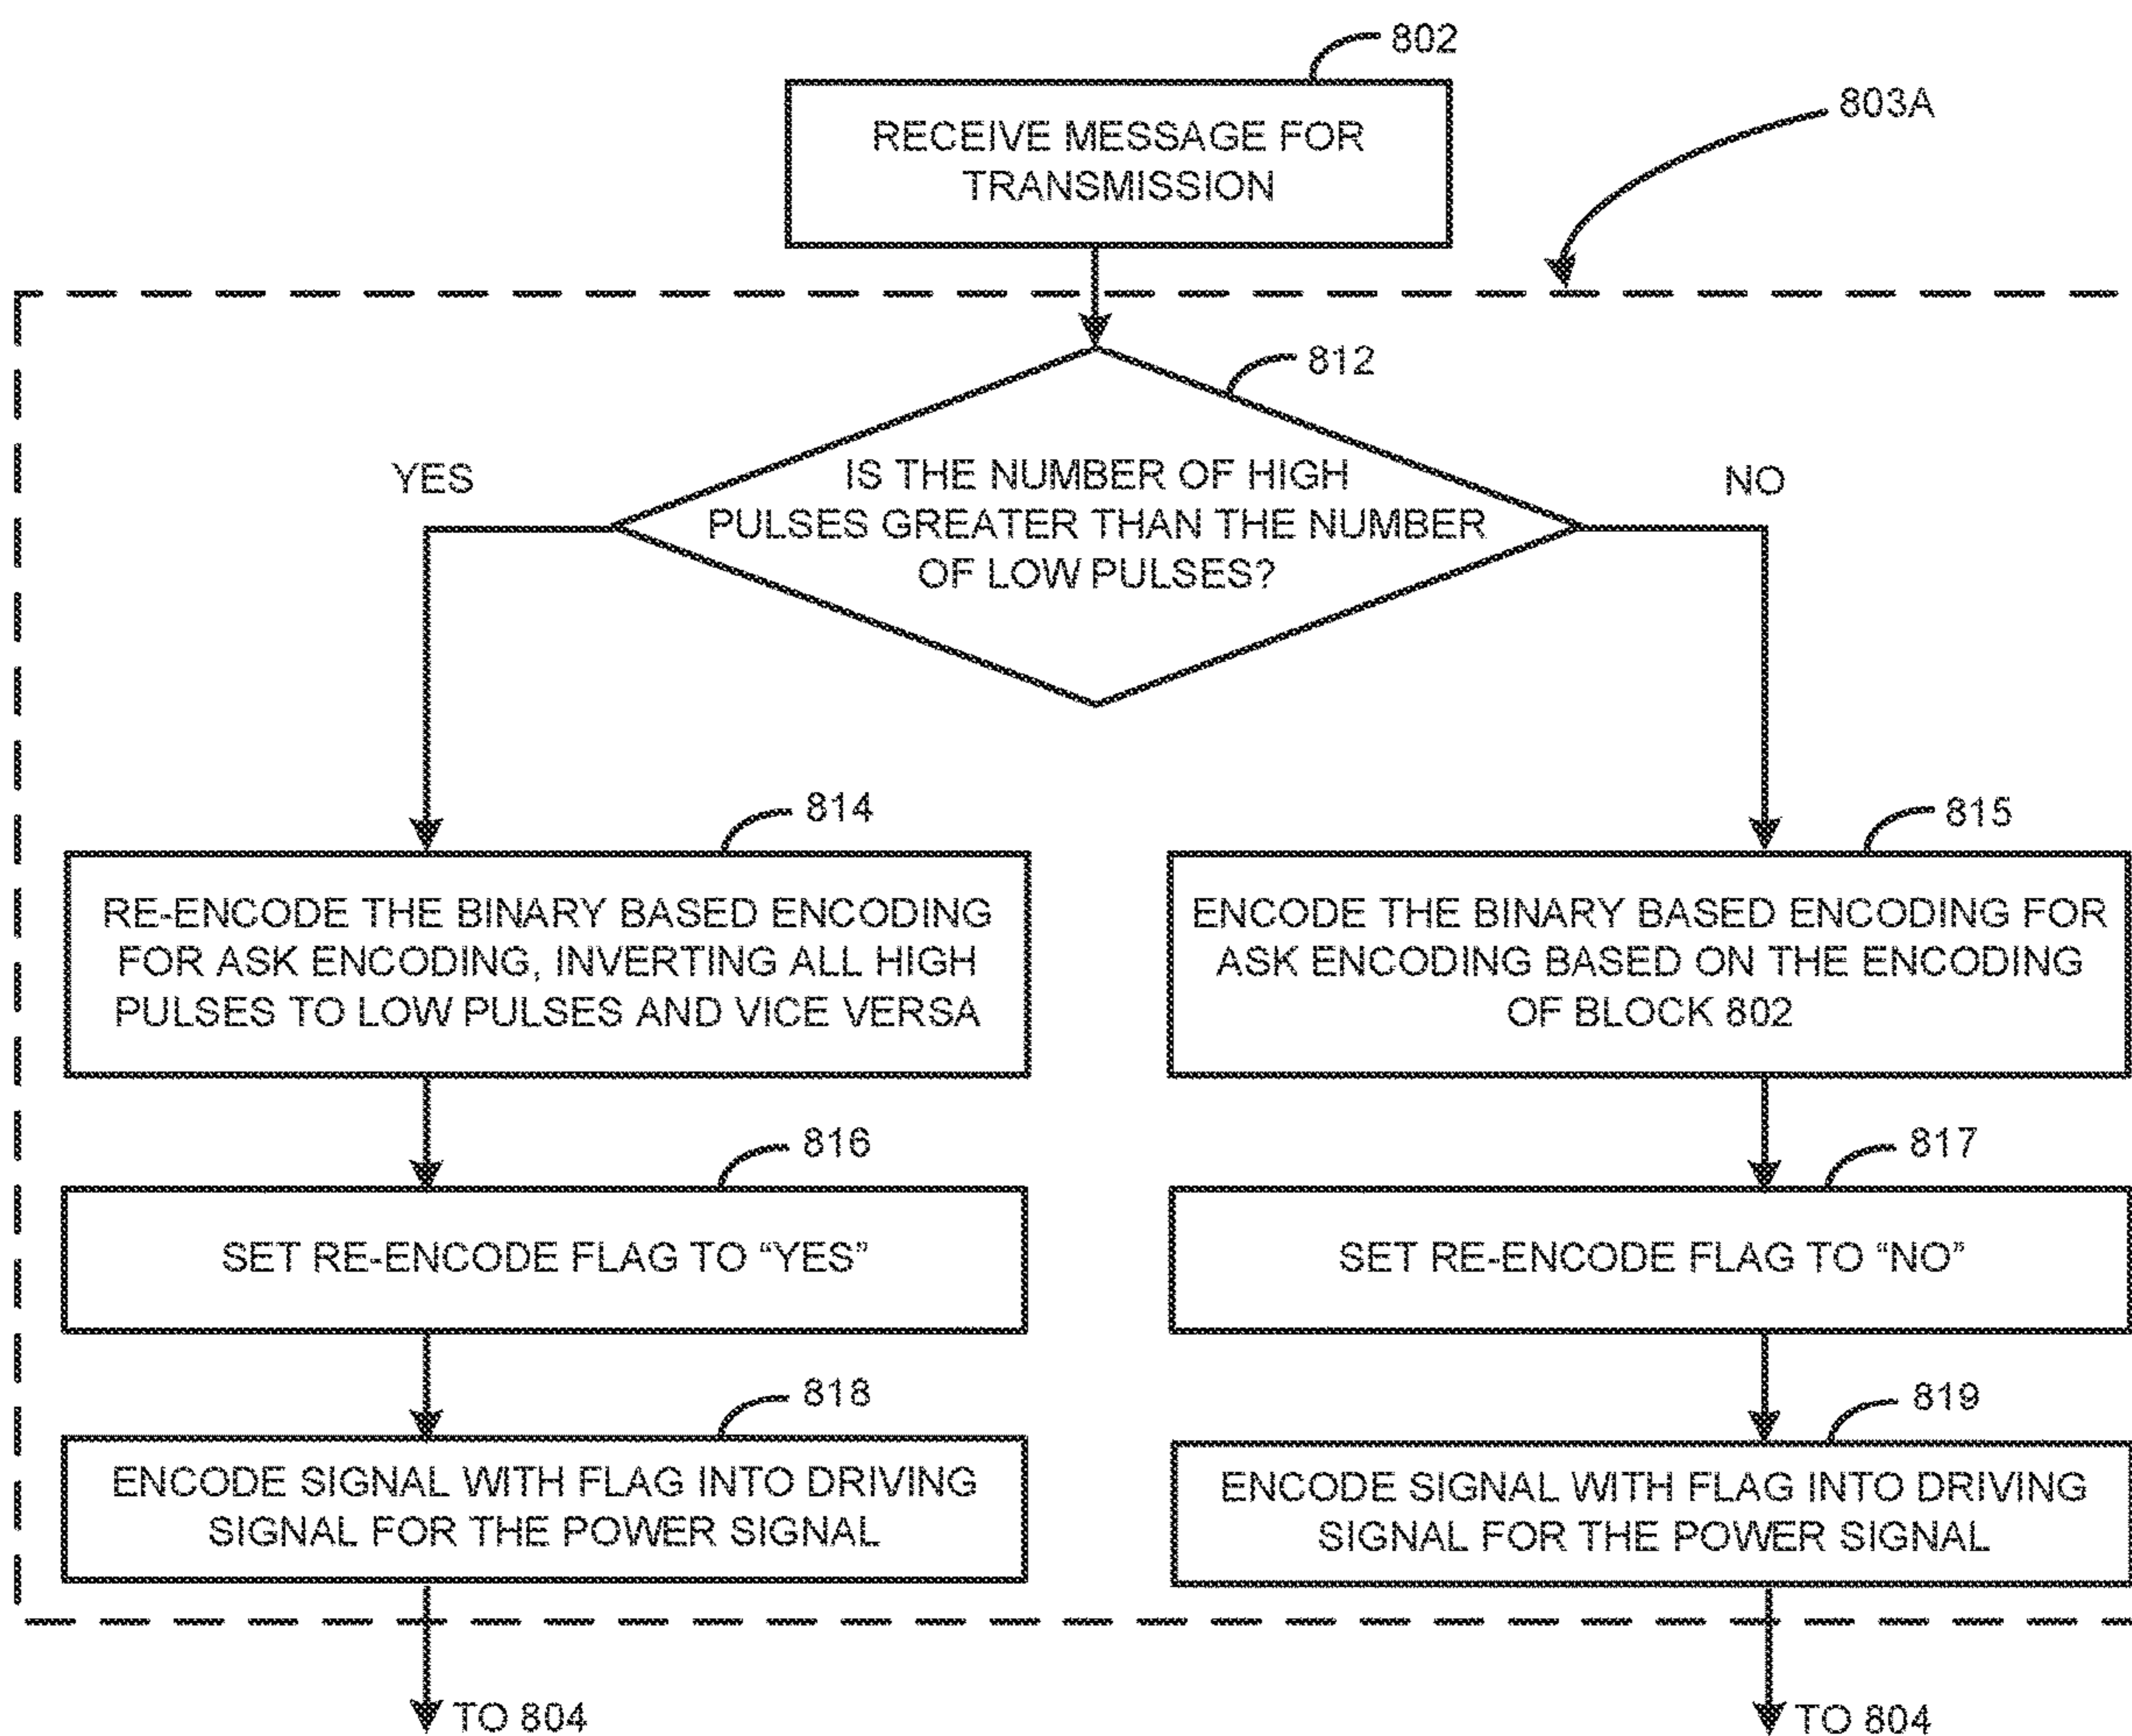 802
RECEIVE MESSAGE FOR
TRANSMISSION
803A
812
IS THE NUMBER OF HIGH
PULSES GREATER THAN THE NUMBER
OF LOW PULSES?
YES
NO
814
RE-ENCODE THE BINARY BASED ENCODING
FOR ASK ENCODING, INVERTING ALL HIGH
PULSES TO LOW PULSES AND VICE VERSA
815
ENCODE THE BINARY BASED ENCODING FOR
ASK ENCODING BASED ON THE ENCODING
OF BLOCK 802
816
SET RE-ENCODE FLAG TO “YES”
817
SET RE-ENCODE FLAG TO “NO”
818
ENCODE SIGNAL WITH FLAG INTO DRIVING
SIGNAL FOR THE POWER SIGNAL
819
ENCODE SIGNAL WITH FLAG INTO DRIVING
SIGNAL FOR THE POWER SIGNAL
TO 804
TO 804